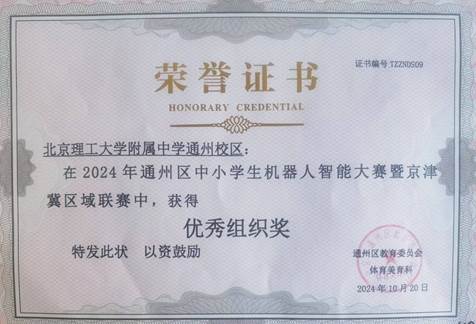 证书编号:TZZNDS09
荣誉证书
HONORARY CREDENTIAL
北京理工大学附属中学通州校区:
在2024年通州区中小学生机器人智能大赛暨京津
冀区域联赛中,获得
优秀组织奖
特发此状 以资鼓励
通州区教育委员会
体育美育科
2024年10月20日